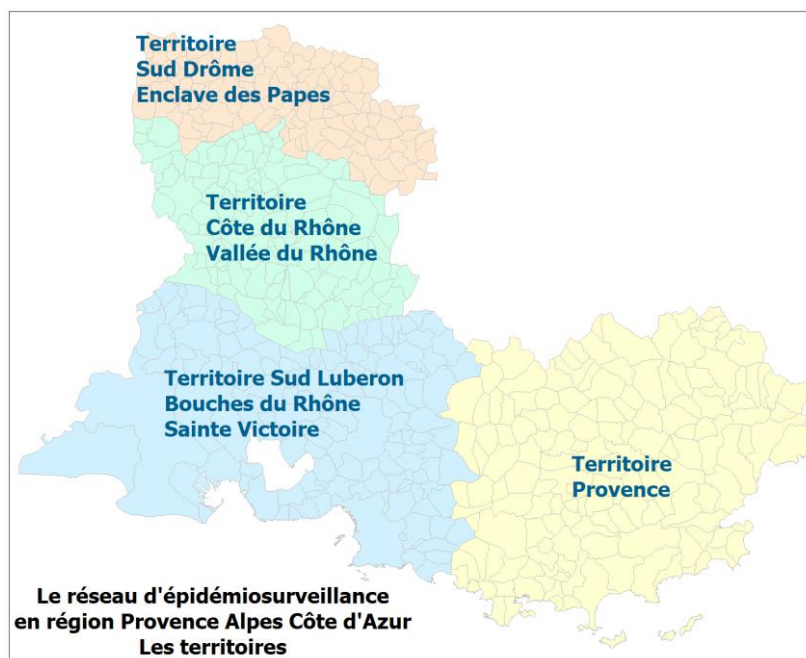 Territoire
Sud Drôme
Enclave des Papes
Territoire
Côte du Rhône
Vallée du Rhône
Territoire Sud Luberon
Bouches du Rhône
Sainte Victoire
Territoire
Provence
Le réseau d'épidémiosurveillance
en région Provence Alpes Côte d'Azur
Les territoires